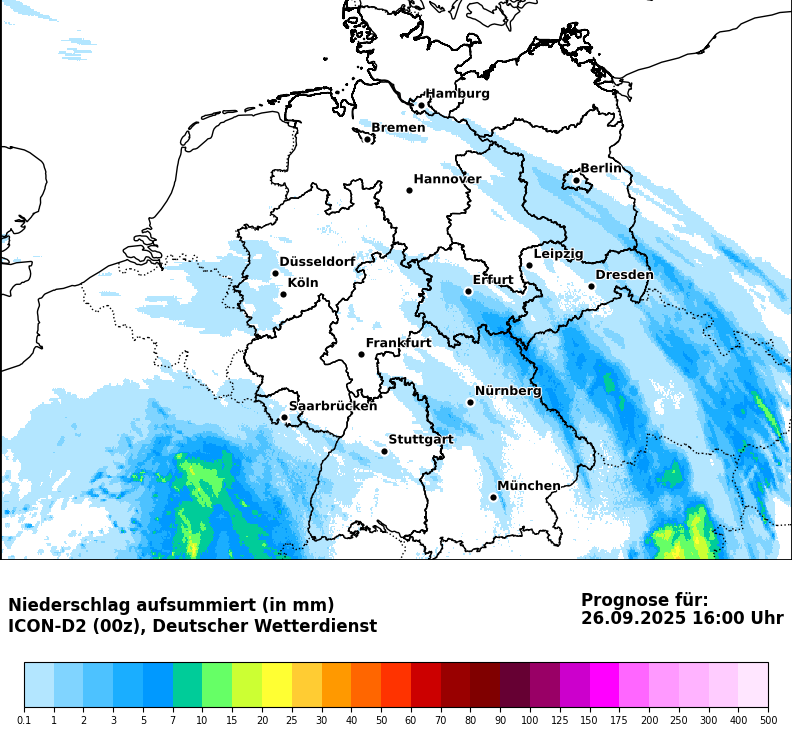 Hamburg
Bremen
Berlin
Hannover
Leipzig
Düsseldorf
Dresden
Köln
Erfurt
Frankfurt
Nürnberg
Saarbrücken
Stuttgart
München
Niederschlag aufsummiert (in mm)
ICON-D2 (00z), Deutscher Wetterdienst
Prognose für:
26.09.2025 16:00 Uhr
0.1 1 2 3 5 7 10 15 20 25 30 40 50 60 70 80 90 100 125 150 175 200 250 300 400 500